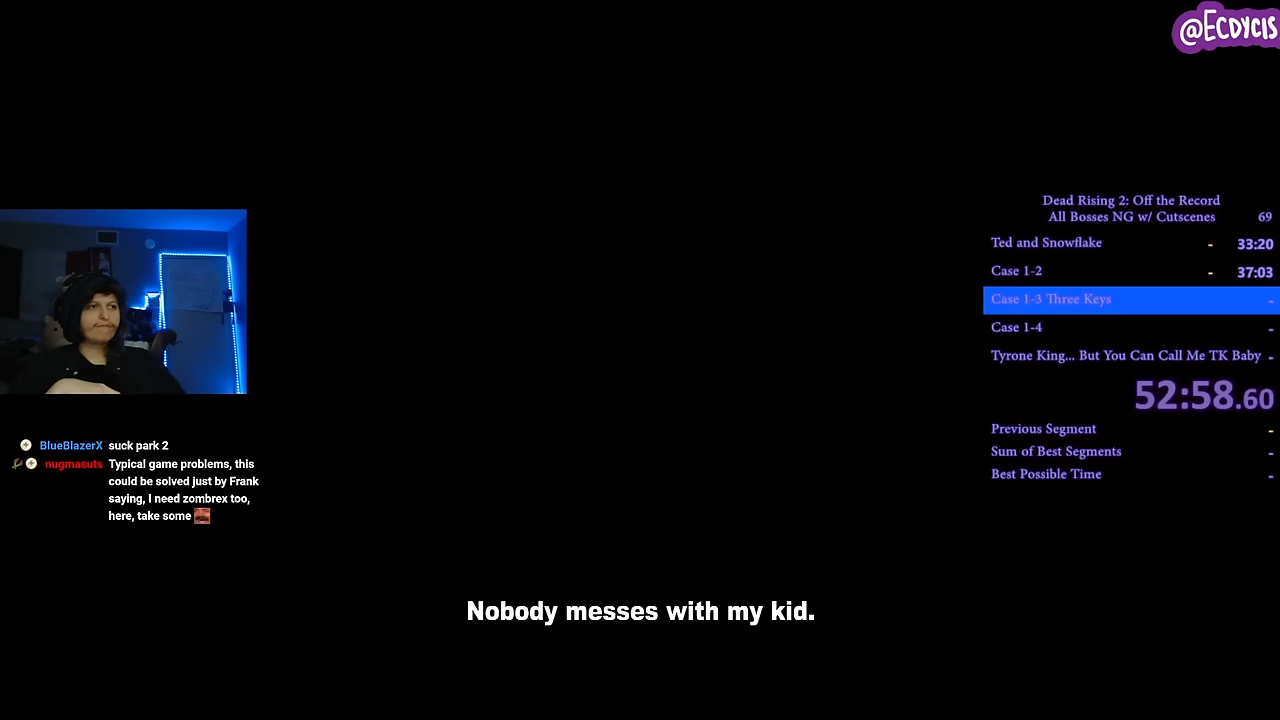 @ECDYCIS
Dead Rising 2: Off the Record
All Bosses NG w/ Cutscenes 69
Ted and Snowflake - 33:20
Case 1-2 - 37:03
Case 1-3 Three Keys -
Case 1-4 -
Tyrone King... But You Can Call Me TK Baby -
52:58.60
Previous Segment -
Sum of Best Segments -
Best Possible Time -
BlueBlazerX suck park 2
nugmasuts Typical game problems, this
could be solved just by Frank
saying, I need zombrex too,
here, take some
Nobody messes with my kid.